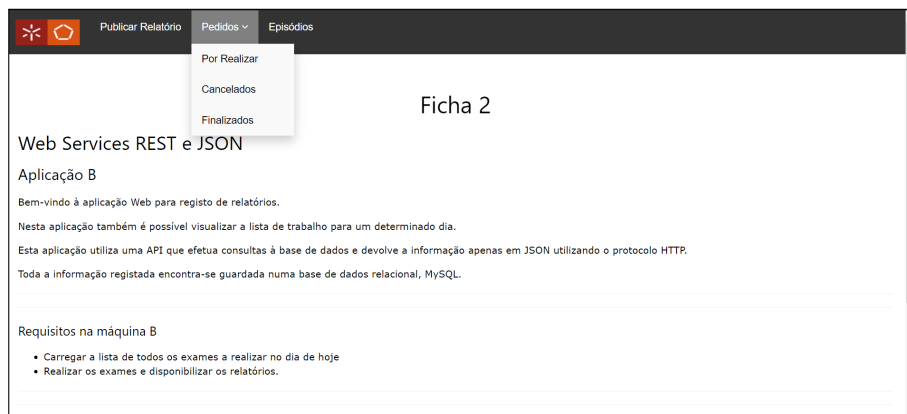 Publicar Relatório Pedidos Episódios
Por Realizar
Cancelados
Finalizados
Ficha 2
Web Services REST e JSON
Aplicação B
Bem-vindo à aplicação Web para registo de relatórios.
Nesta aplicação também é possível visualizar a lista de trabalho para um determinado dia.
Esta aplicação utiliza uma API que efetua consultas à base de dados e devolve a informação apenas em JSON utilizando o protocolo HTTP.
Toda a informação registada encontra-se guardada numa base de dados relacional, MySQL.
Requisitos na máquina B
• Carregar a lista de todos os exames a realizar no dia de hoje
• Realizar os exames e disponibilizar os relatórios.